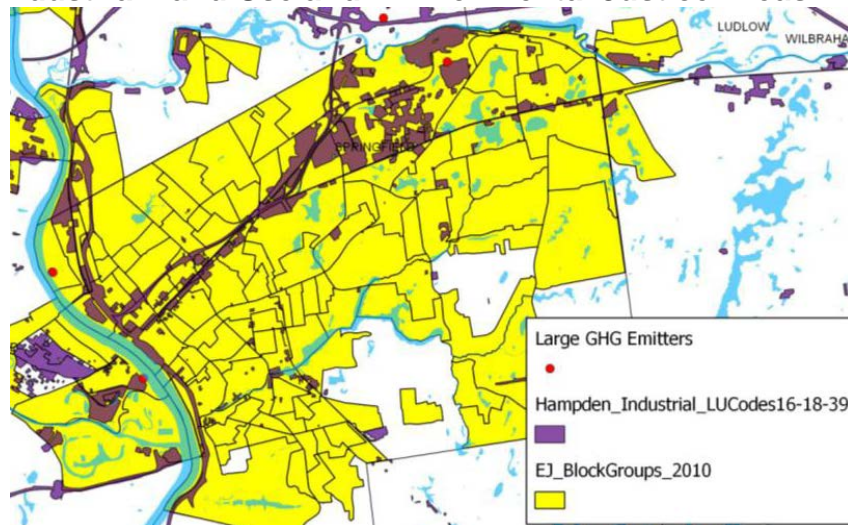 LUDLOW
WILBRAHA
SPRINGFIELD
Large GHG Emitters
Hampden_Industrial_LUCodes16-18-39
EJ_BlockGroups_2010